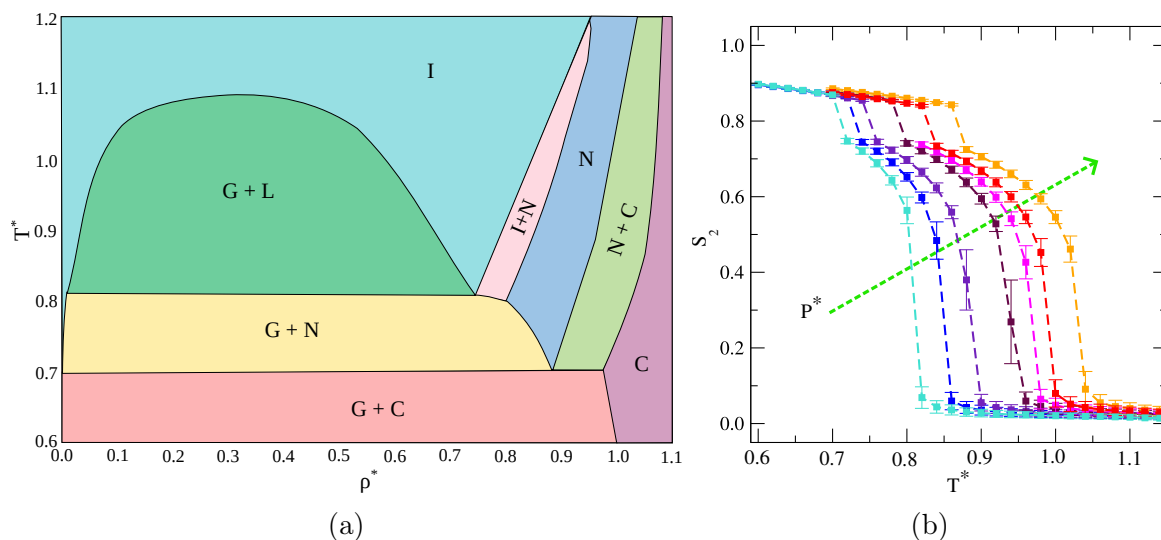 1.2
1.1
1.0
0.9
0.8
0.7
0.6
T*
I
G + L
I+N
N
N + C
G + N
C
G + C
0.0 0.1 0.2 0.3 0.4 0.5 0.6 0.7 0.8 0.9 1.0 1.1
ρ*
(a)
1.0
0.8
0.6
0.4
0.2
0.0
S2
P*
0.6 0.7 0.8 0.9 1.0 1.1
T*
(b)